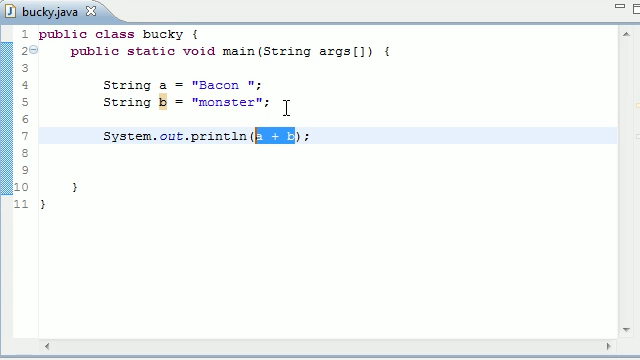 bucky.java
1 public class bucky {
2 public static void main(String args[]) {
3
4 String a = "Bacon ";
5 String b = "monster";
6
7 System.out.println(a + b);
8
9
10 }
11 }